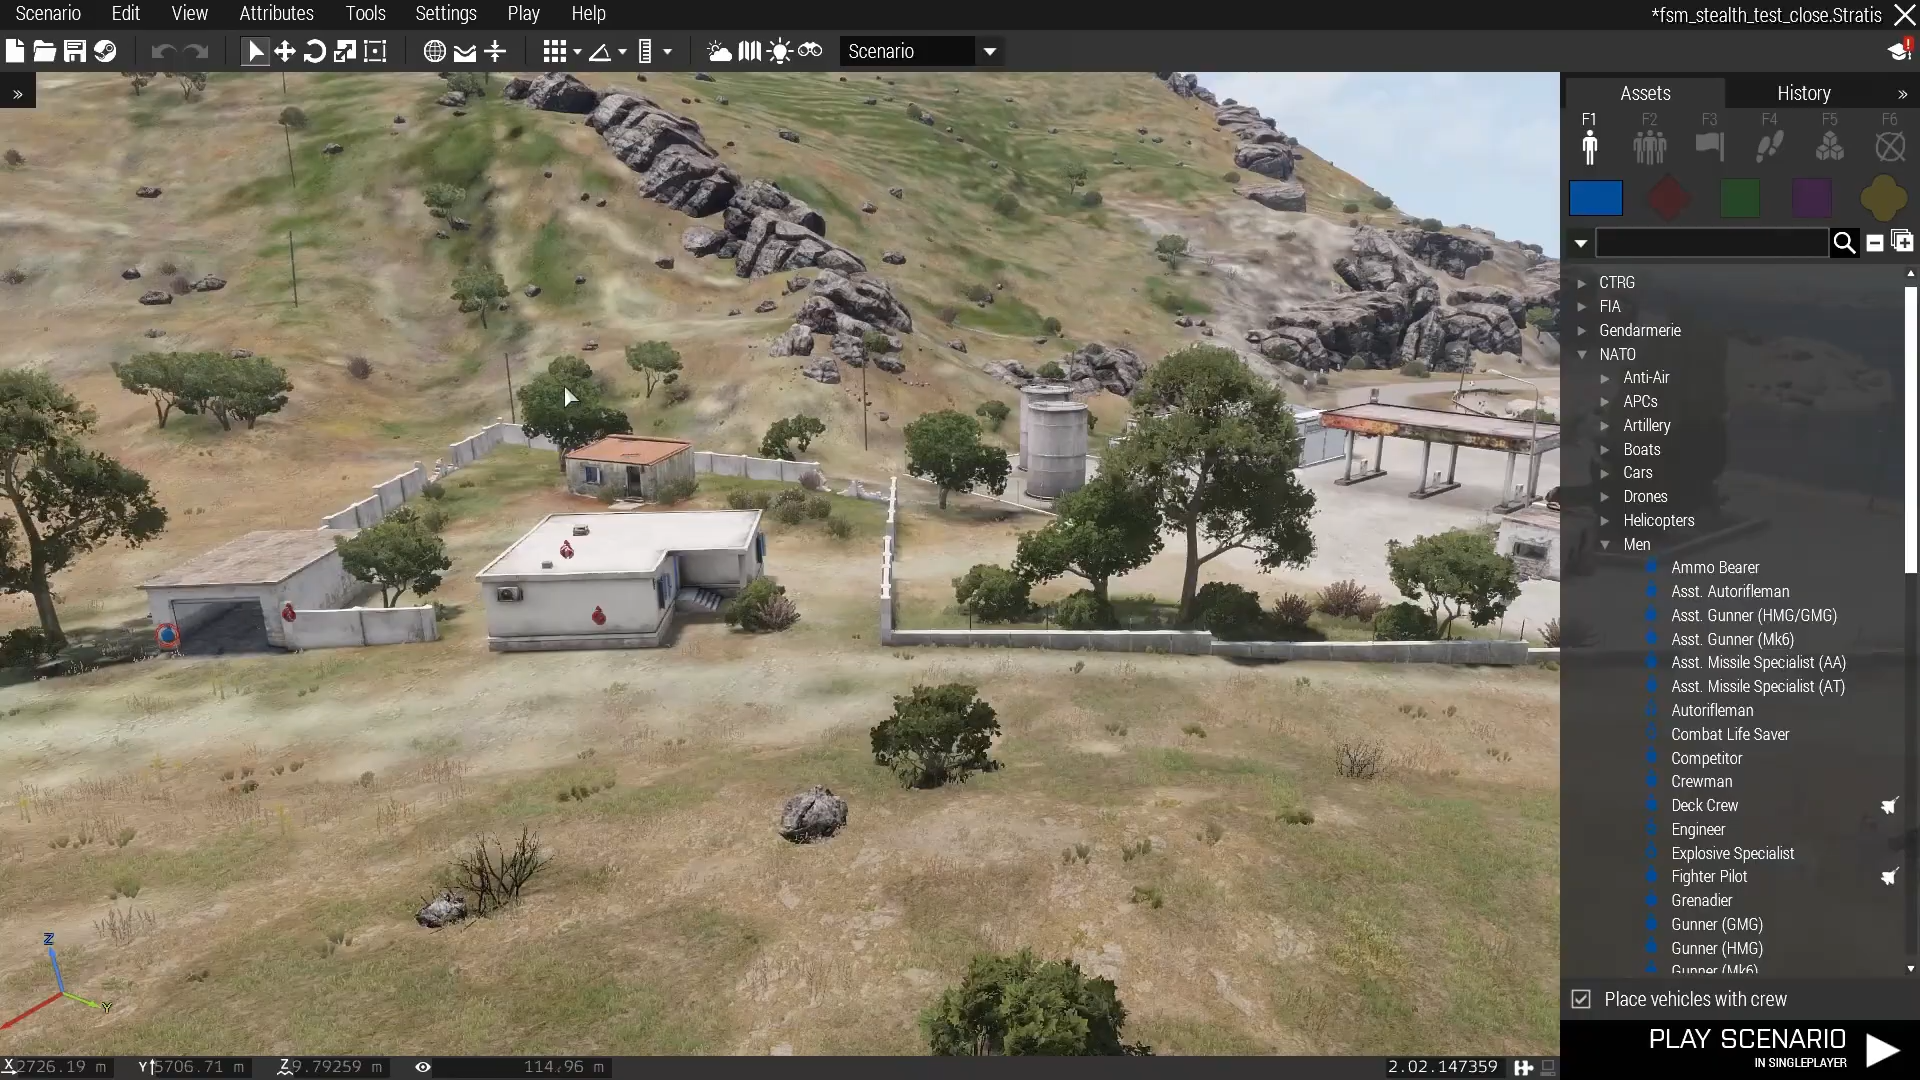 Scenario Edit View Attributes Tools Settings Play Help
*fsm_stealth_test_close.Stratis
Scenario
Assets History
F1 F2 F3 F4 F5 F6
CTRG
FIA
Gendarmerie
NATO
Anti-Air
APCs
Artillery
Boats
Cars
Drones
Helicopters
Men
Ammo Bearer
Asst. Autorifleman
Asst. Gunner (HMG/GMG)
Asst. Gunner (Mk6)
Asst. Missile Specialist (AA)
Asst. Missile Specialist (AT)
Autorifleman
Combat Life Saver
Competitor
Crewman
Deck Crew
Engineer
Explosive Specialist
Fighter Pilot
Grenadier
Gunner (GMG)
Gunner (HMG)
Gunner (Mk6)
Place vehicles with crew
PLAY SCENARIO
IN SINGLEPLAYER
Z
Y
X 2726.19 m Y 5706.71 m Z 9.79259 m 114.96 m 2.02.147359